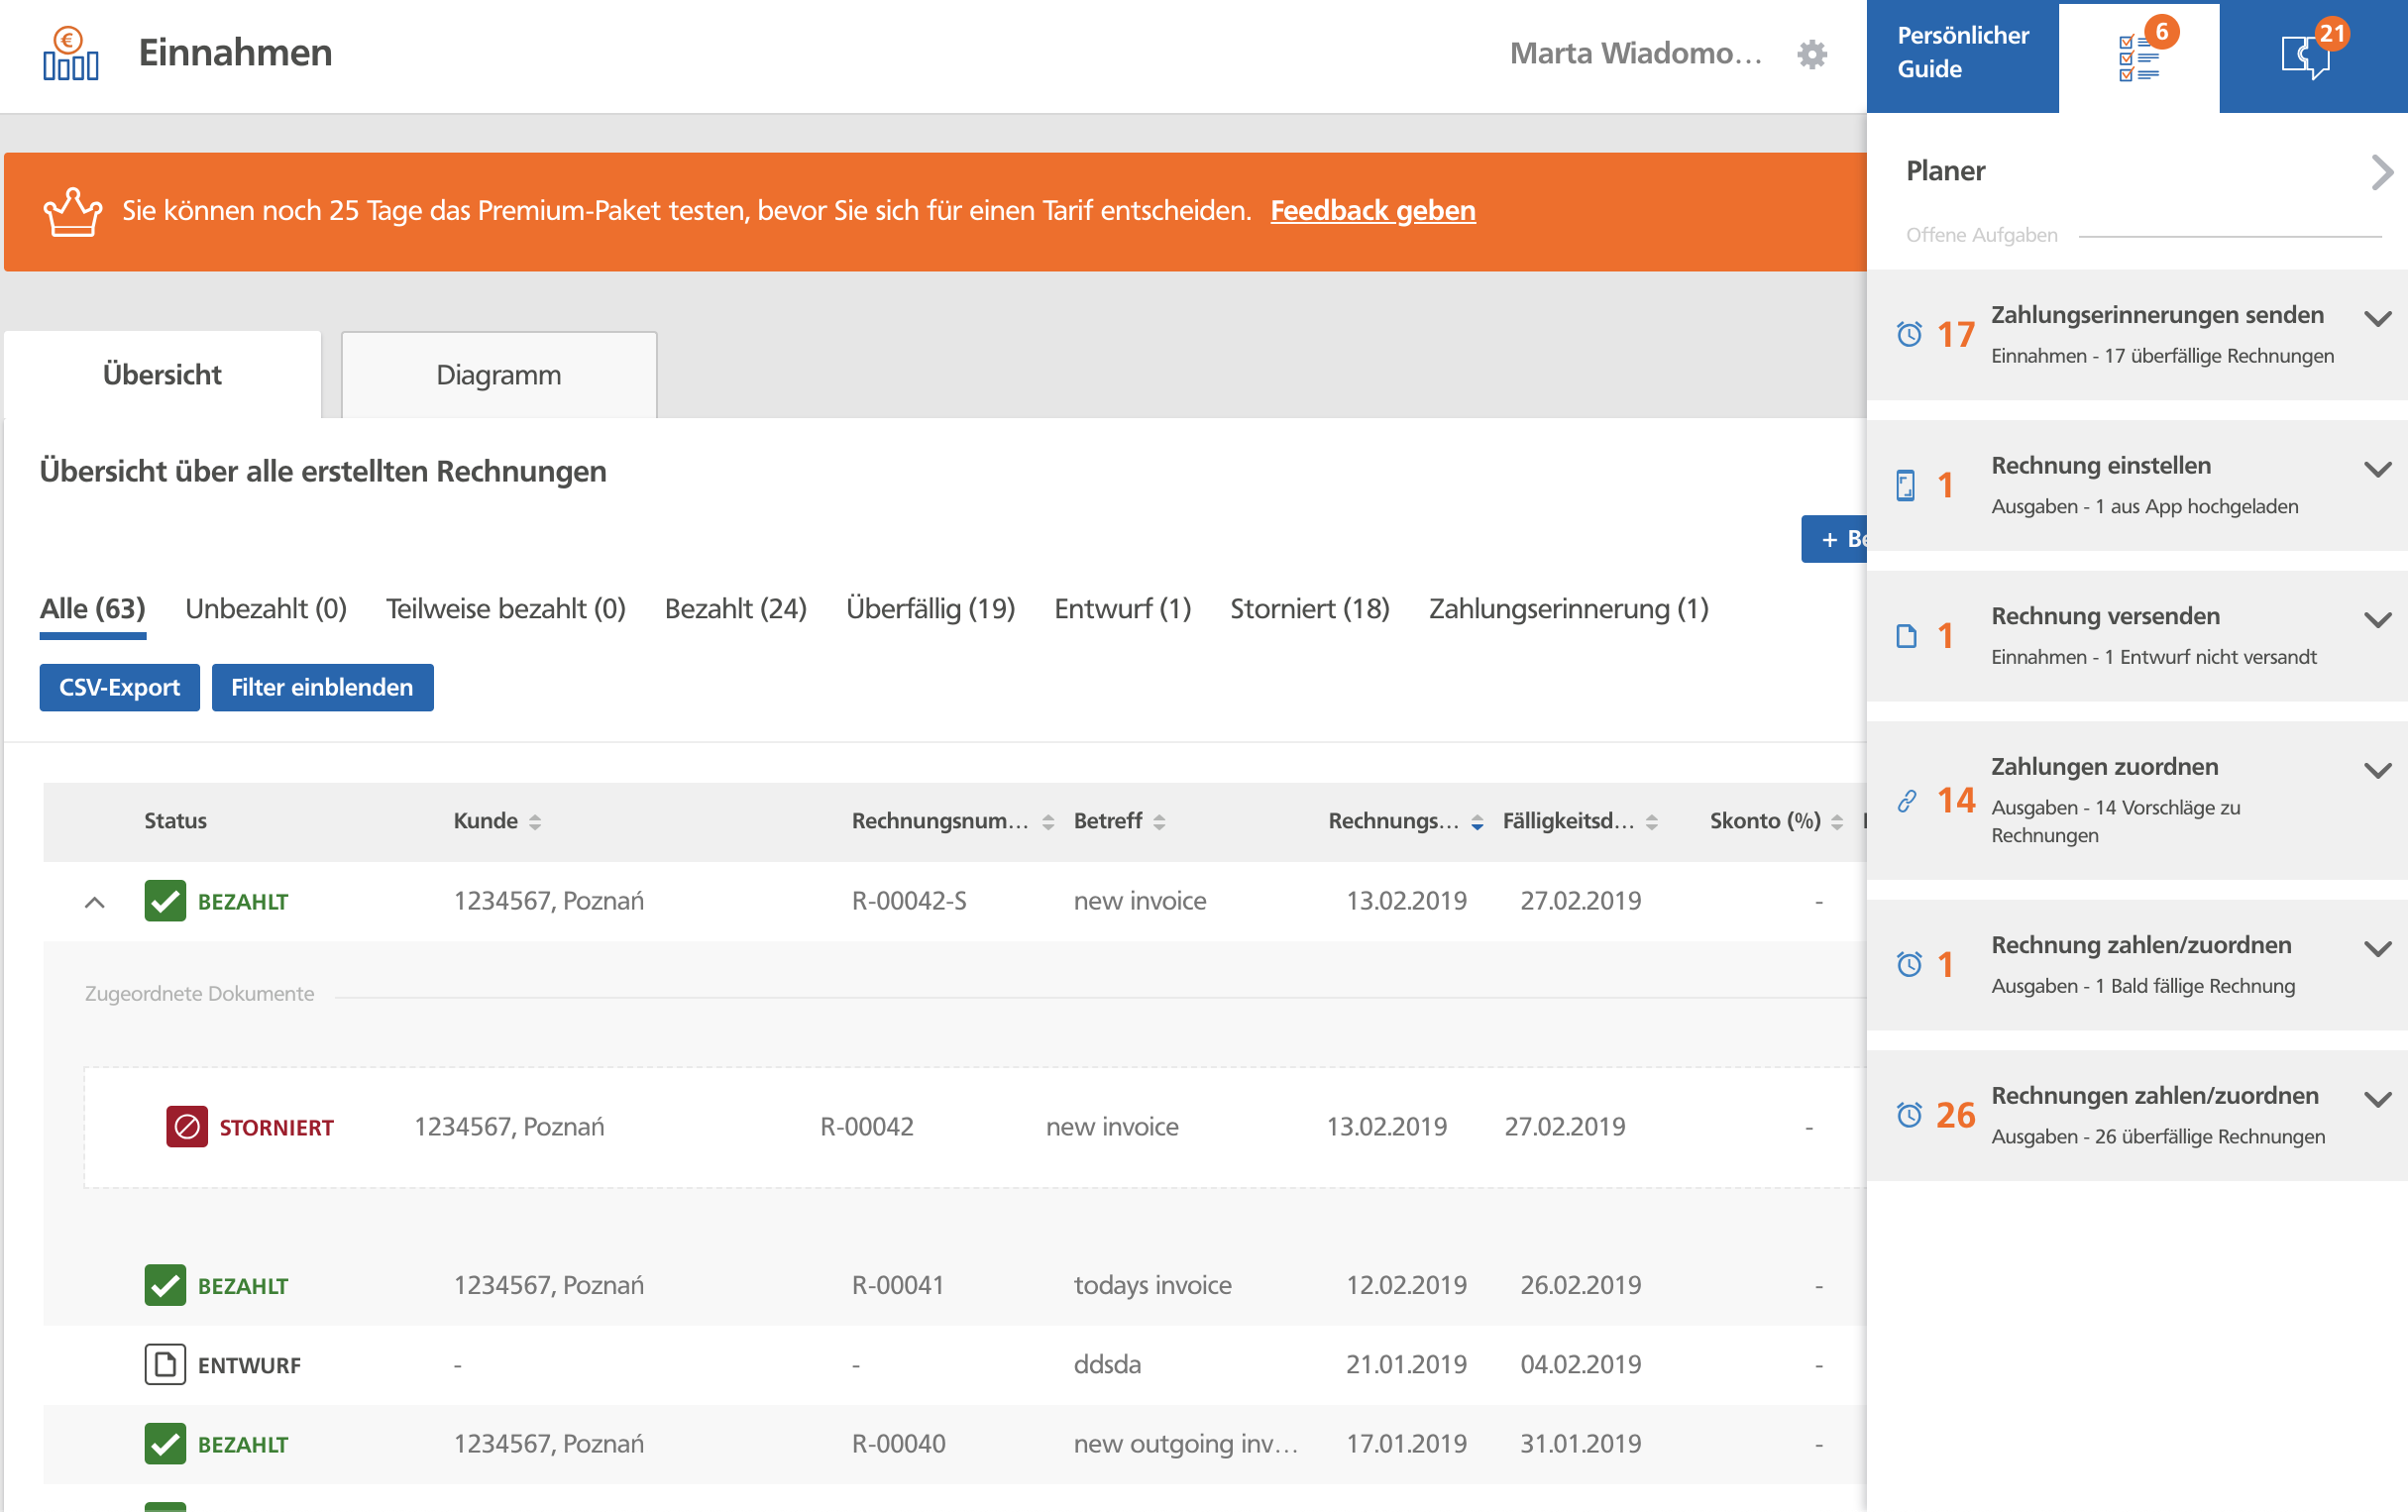 Einnahmen
Marta Wiadomo...
Persönlicher
Guide
6
21
Sie können noch 25 Tage das Premium-Paket testen, bevor Sie sich für einen Tarif entscheiden. Feedback geben
Übersicht
Diagramm
Übersicht über alle erstellten Rechnungen
+ Be
Alle (63) Unbezahlt (0) Teilweise bezahlt (0) Bezahlt (24) Überfällig (19) Entwurf (1) Storniert (18) Zahlungserinnerung (1)
CSV-Export Filter einblenden
Status Kunde Rechnungsnum... Betreff Rechnungs... Fälligkeitsd... Skonto (%)
BEZAHLT 1234567, Poznań R-00042-S new invoice 13.02.2019 27.02.2019 -
Zugeordnete Dokumente
STORNIERT 1234567, Poznań R-00042 new invoice 13.02.2019 27.02.2019 -
BEZAHLT 1234567, Poznań R-00041 todays invoice 12.02.2019 26.02.2019 -
ENTWURF - - ddsda 21.01.2019 04.02.2019 -
BEZAHLT 1234567, Poznań R-00040 new outgoing inv... 17.01.2019 31.01.2019 -
Planer
Offene Aufgaben
17 Zahlungserinnerungen senden
Einnahmen - 17 überfällige Rechnungen
1 Rechnung einstellen
Ausgaben - 1 aus App hochgeladen
1 Rechnung versenden
Einnahmen - 1 Entwurf nicht versandt
14 Zahlungen zuordnen
Ausgaben - 14 Vorschläge zu
Rechnungen
1 Rechnung zahlen/zuordnen
Ausgaben - 1 Bald fällige Rechnung
26 Rechnungen zahlen/zuordnen
Ausgaben - 26 überfällige Rechnungen